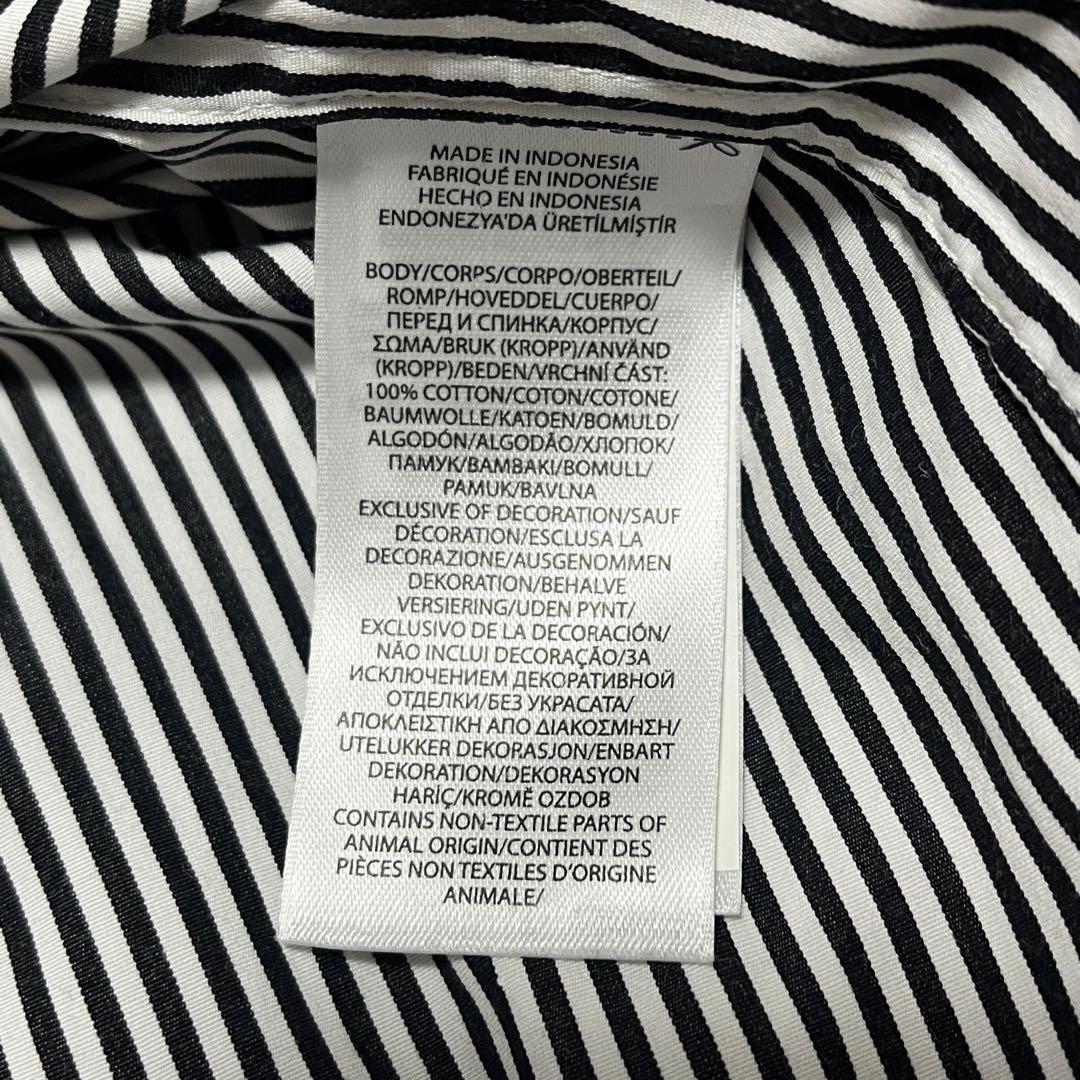 MADE IN INDONESIA
FABRIQUÉ EN INDONÉSIE
HECHO EN INDONESIA
ENDONEZYA'DA ÜRETİLMİŞTİR
BODY/CORPS/CORPO/OBERTEIL/
ROMP/HOVEDDEL/CUERPO/
ПЕРЕД И СПИНКА/КОРПУС/
ΣΩΜΑ/BRUK (KROPP)/ANVÄND
(KROPP)/BEDEN/VRCHNÍ ČÁST:
100% COTTON/COTON/COTONE/
BAUMWOLLE/KATOEN/BOMULD/
ALGODÓN/ALGODÃO/ХЛОПОК/
ПАМУК/ΒΑΜΒΑΚΙ/BOMULL/
PAMUK/BAVLNA
EXCLUSIVE OF DECORATION/SAUF
DÉCORATION/ESCLUSA LA
DECORAZIONE/AUSGENOMMEN
DEKORATION/BEHALVE
VERSIERING/UDEN PYNT/
EXCLUSIVO DE LA DECORACIÓN/
NÃO INCLUI DECORAÇÃO/ЗА
ИСКЛЮЧЕНИЕМ ДЕКОРАТИВНОЙ
ОТДЕЛКИ/БЕЗ УКРАСАТА/
ΑΠΟΚΛΕΙΣΤΙΚΗ ΑΠΟ ΔΙΑΚΟΣΜΗΣΗ/
UTELUKKER DEKORASJON/ENBART
DEKORATION/DEKORASYON
HARİÇ/KROMĚ OZDOB
CONTAINS NON-TEXTILE PARTS OF
ANIMAL ORIGIN/CONTIENT DES
PIÈCES NON TEXTILES D'ORIGINE
ANIMALE/